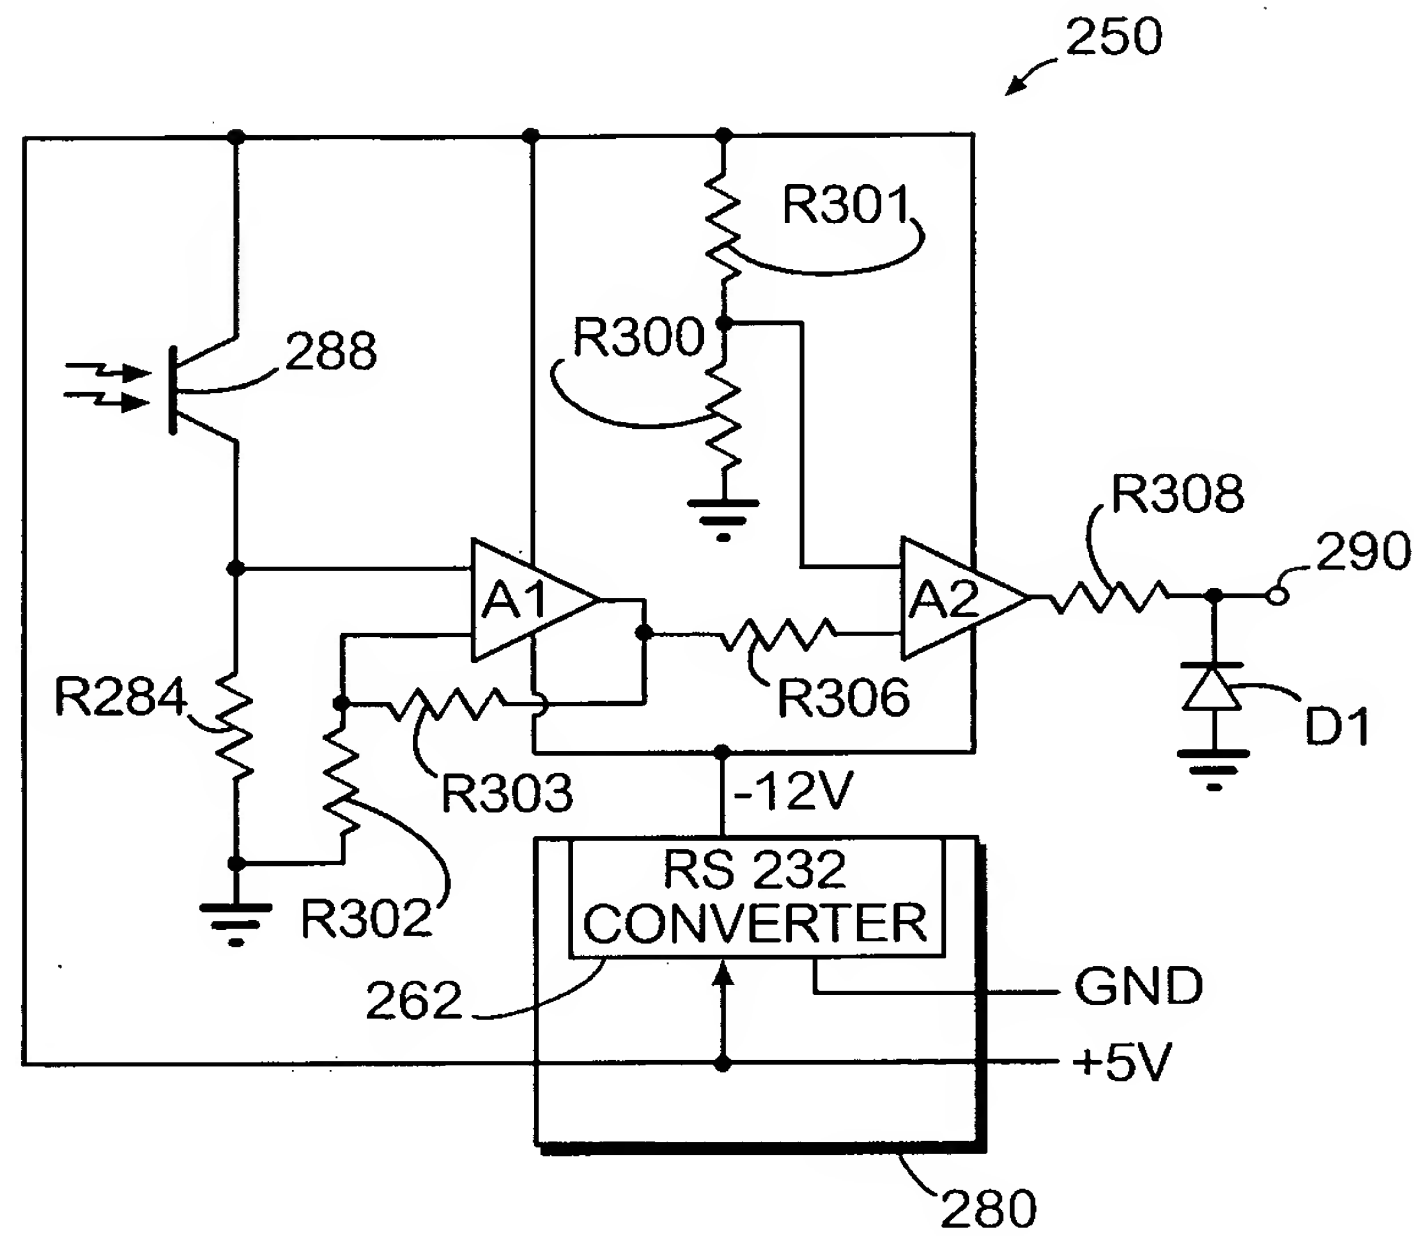 250
R301
288
R300
R308
290
A1
A2
R284
R306
D1
R303
-12V
RS 232
CONVERTER
R302
262
GND
+5V
280